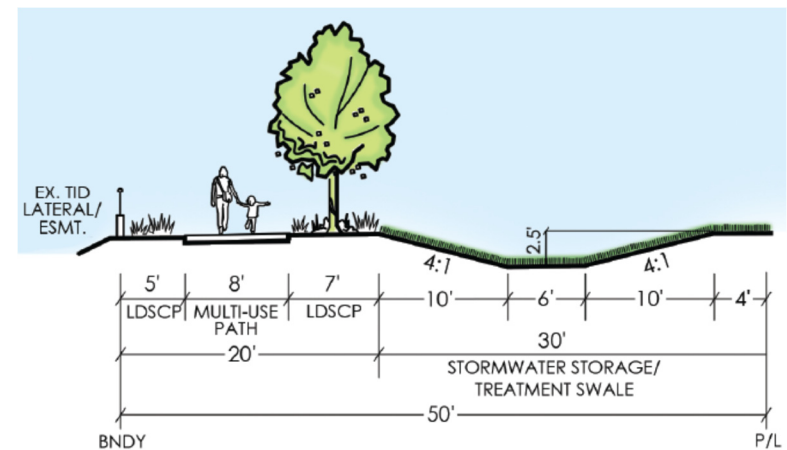 EX. TID
LATERAL/
ESMT.
2.5'
4:1
4:1
5'
8'
7'
10'
6'
10'
4'
LDSCP
MULTI-USE
PATH
LDSCP
20'
30'
STORMWATER STORAGE/
TREATMENT SWALE
50'
BNDY
P/L